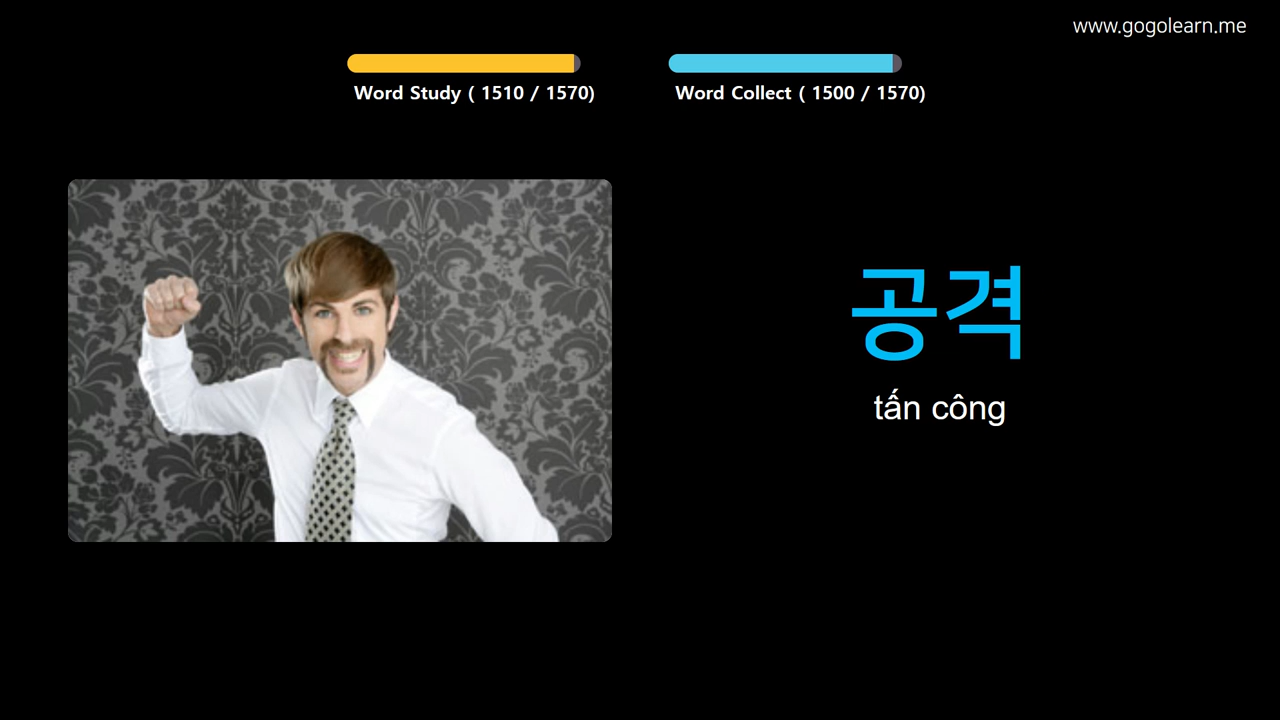 www.gogolearn.me
Word Study ( 1510 / 1570)
Word Collect ( 1500 / 1570)
공격
tấn công